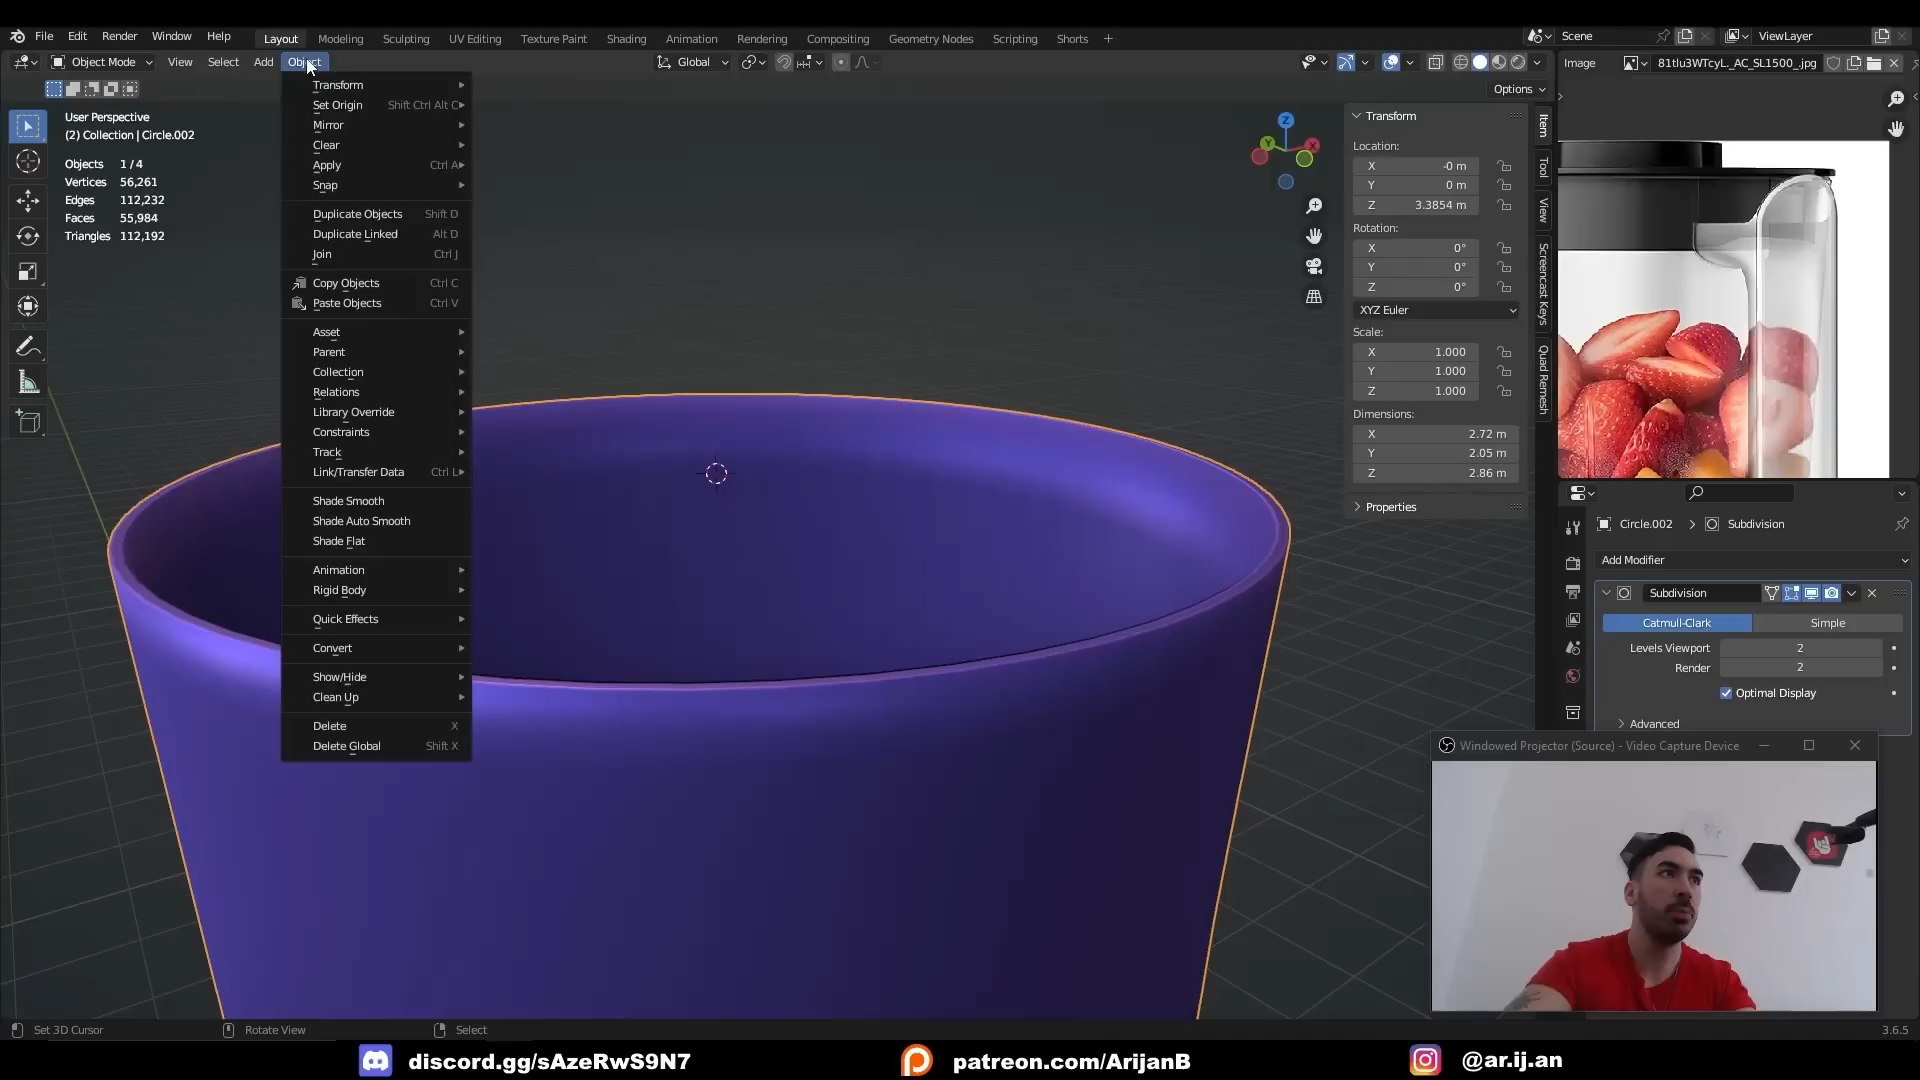 File Edit Render Window Help Layout Modeling Sculpting UV Editing Texture Paint Shading Animation Rendering Compositing Geometry Nodes Scripting Shorts + Scene ViewLayer
Object Mode View Select Add Object Global Image 81tlu3WTcyL._AC_SL1500_.jpg
Options
User Perspective
(2) Collection | Circle.002
Objects 1 / 4
Vertices 56,261
Edges 112,232
Faces 55,984
Triangles 112,192
Transform
Set Origin Shift Ctrl Alt C
Mirror
Clear
Apply Ctrl A
Snap
Duplicate Objects Shift D
Duplicate Linked Alt D
Join Ctrl J
Copy Objects Ctrl C
Paste Objects Ctrl V
Asset
Parent
Collection
Relations
Library Override
Constraints
Track
Link/Transfer Data Ctrl L
Shade Smooth
Shade Auto Smooth
Shade Flat
Animation
Rigid Body
Quick Effects
Convert
Show/Hide
Clean Up
Delete X
Delete Global Shift X
Z
Y
X
Transform
Location:
X -0 m
Y 0 m
Z 3.3854 m
Rotation:
X 0°
Y 0°
Z 0°
XYZ Euler
Scale:
X 1.000
Y 1.000
Z 1.000
Dimensions:
X 2.72 m
Y 2.05 m
Z 2.86 m
Properties
Item
Tool
View
Screencast Keys
Quad Remesh
Circle.002 Subdivision
Add Modifier
Subdivision
Catmull-Clark Simple
Levels Viewport 2
Render 2
Optimal Display
Advanced
Windowed Projector (Source) - Video Capture Device
Set 3D Cursor Rotate View Select 3.6.5
discord.gg/sAzeRwS9N7 patreon.com/ArijanB @ar.ij.an